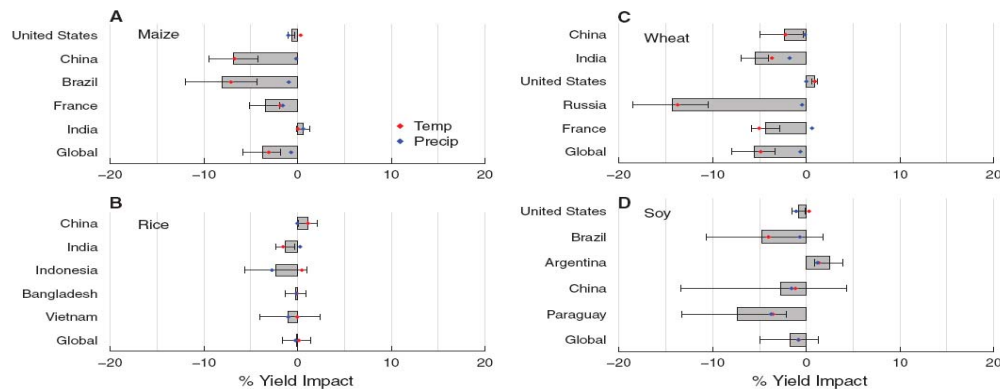 A
Maize
United States
China
Brazil
France
India
Global
Temp
Precip
−20
−10
0
10
20
B
Rice
China
India
Indonesia
Bangladesh
Vietnam
Global
−20
−10
0
10
20
% Yield Impact
C
Wheat
China
India
United States
Russia
France
Global
−20
−10
0
10
20
D
Soy
United States
Brazil
Argentina
China
Paraguay
Global
−20
−10
0
10
20
% Yield Impact